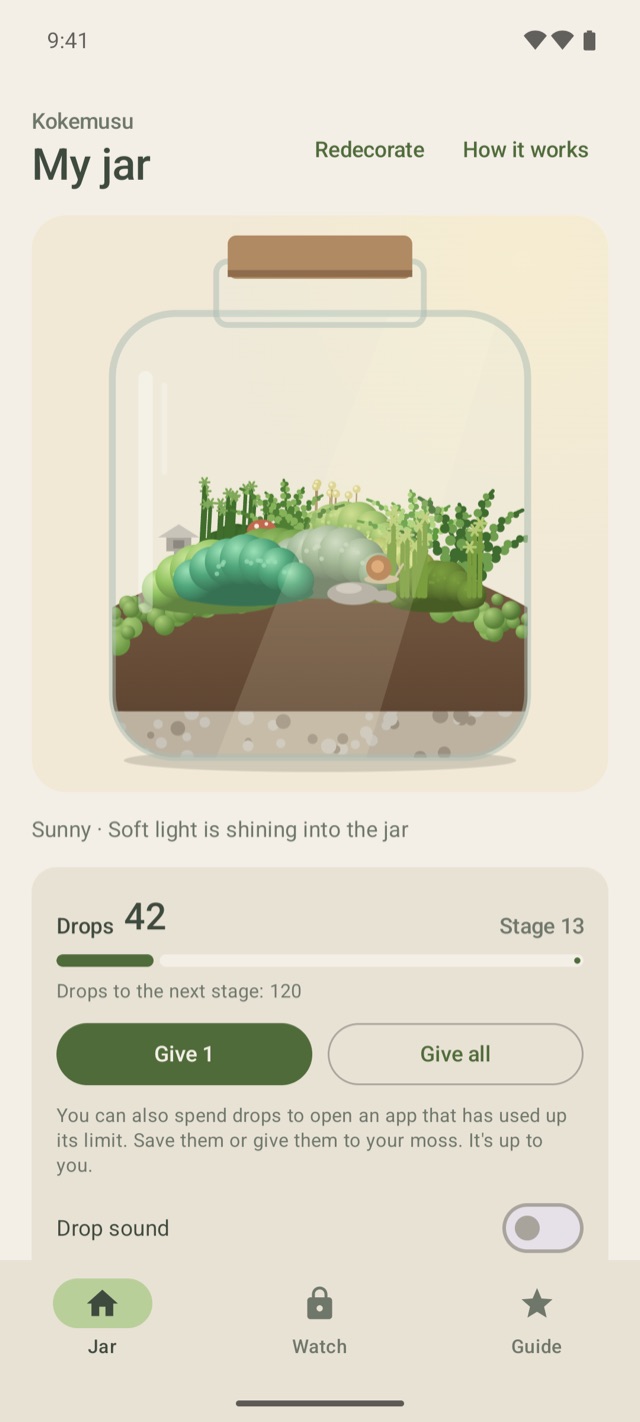 9:41
Kokemusu
My jar
Redecorate
How it works
Sunny · Soft light is shining into the jar
Drops 42
Stage 13
Drops to the next stage: 120
Give 1
Give all
You can also spend drops to open an app that has used up
its limit. Save them or give them to your moss. It's up to
you.
Drop sound
Jar
Watch
Guide